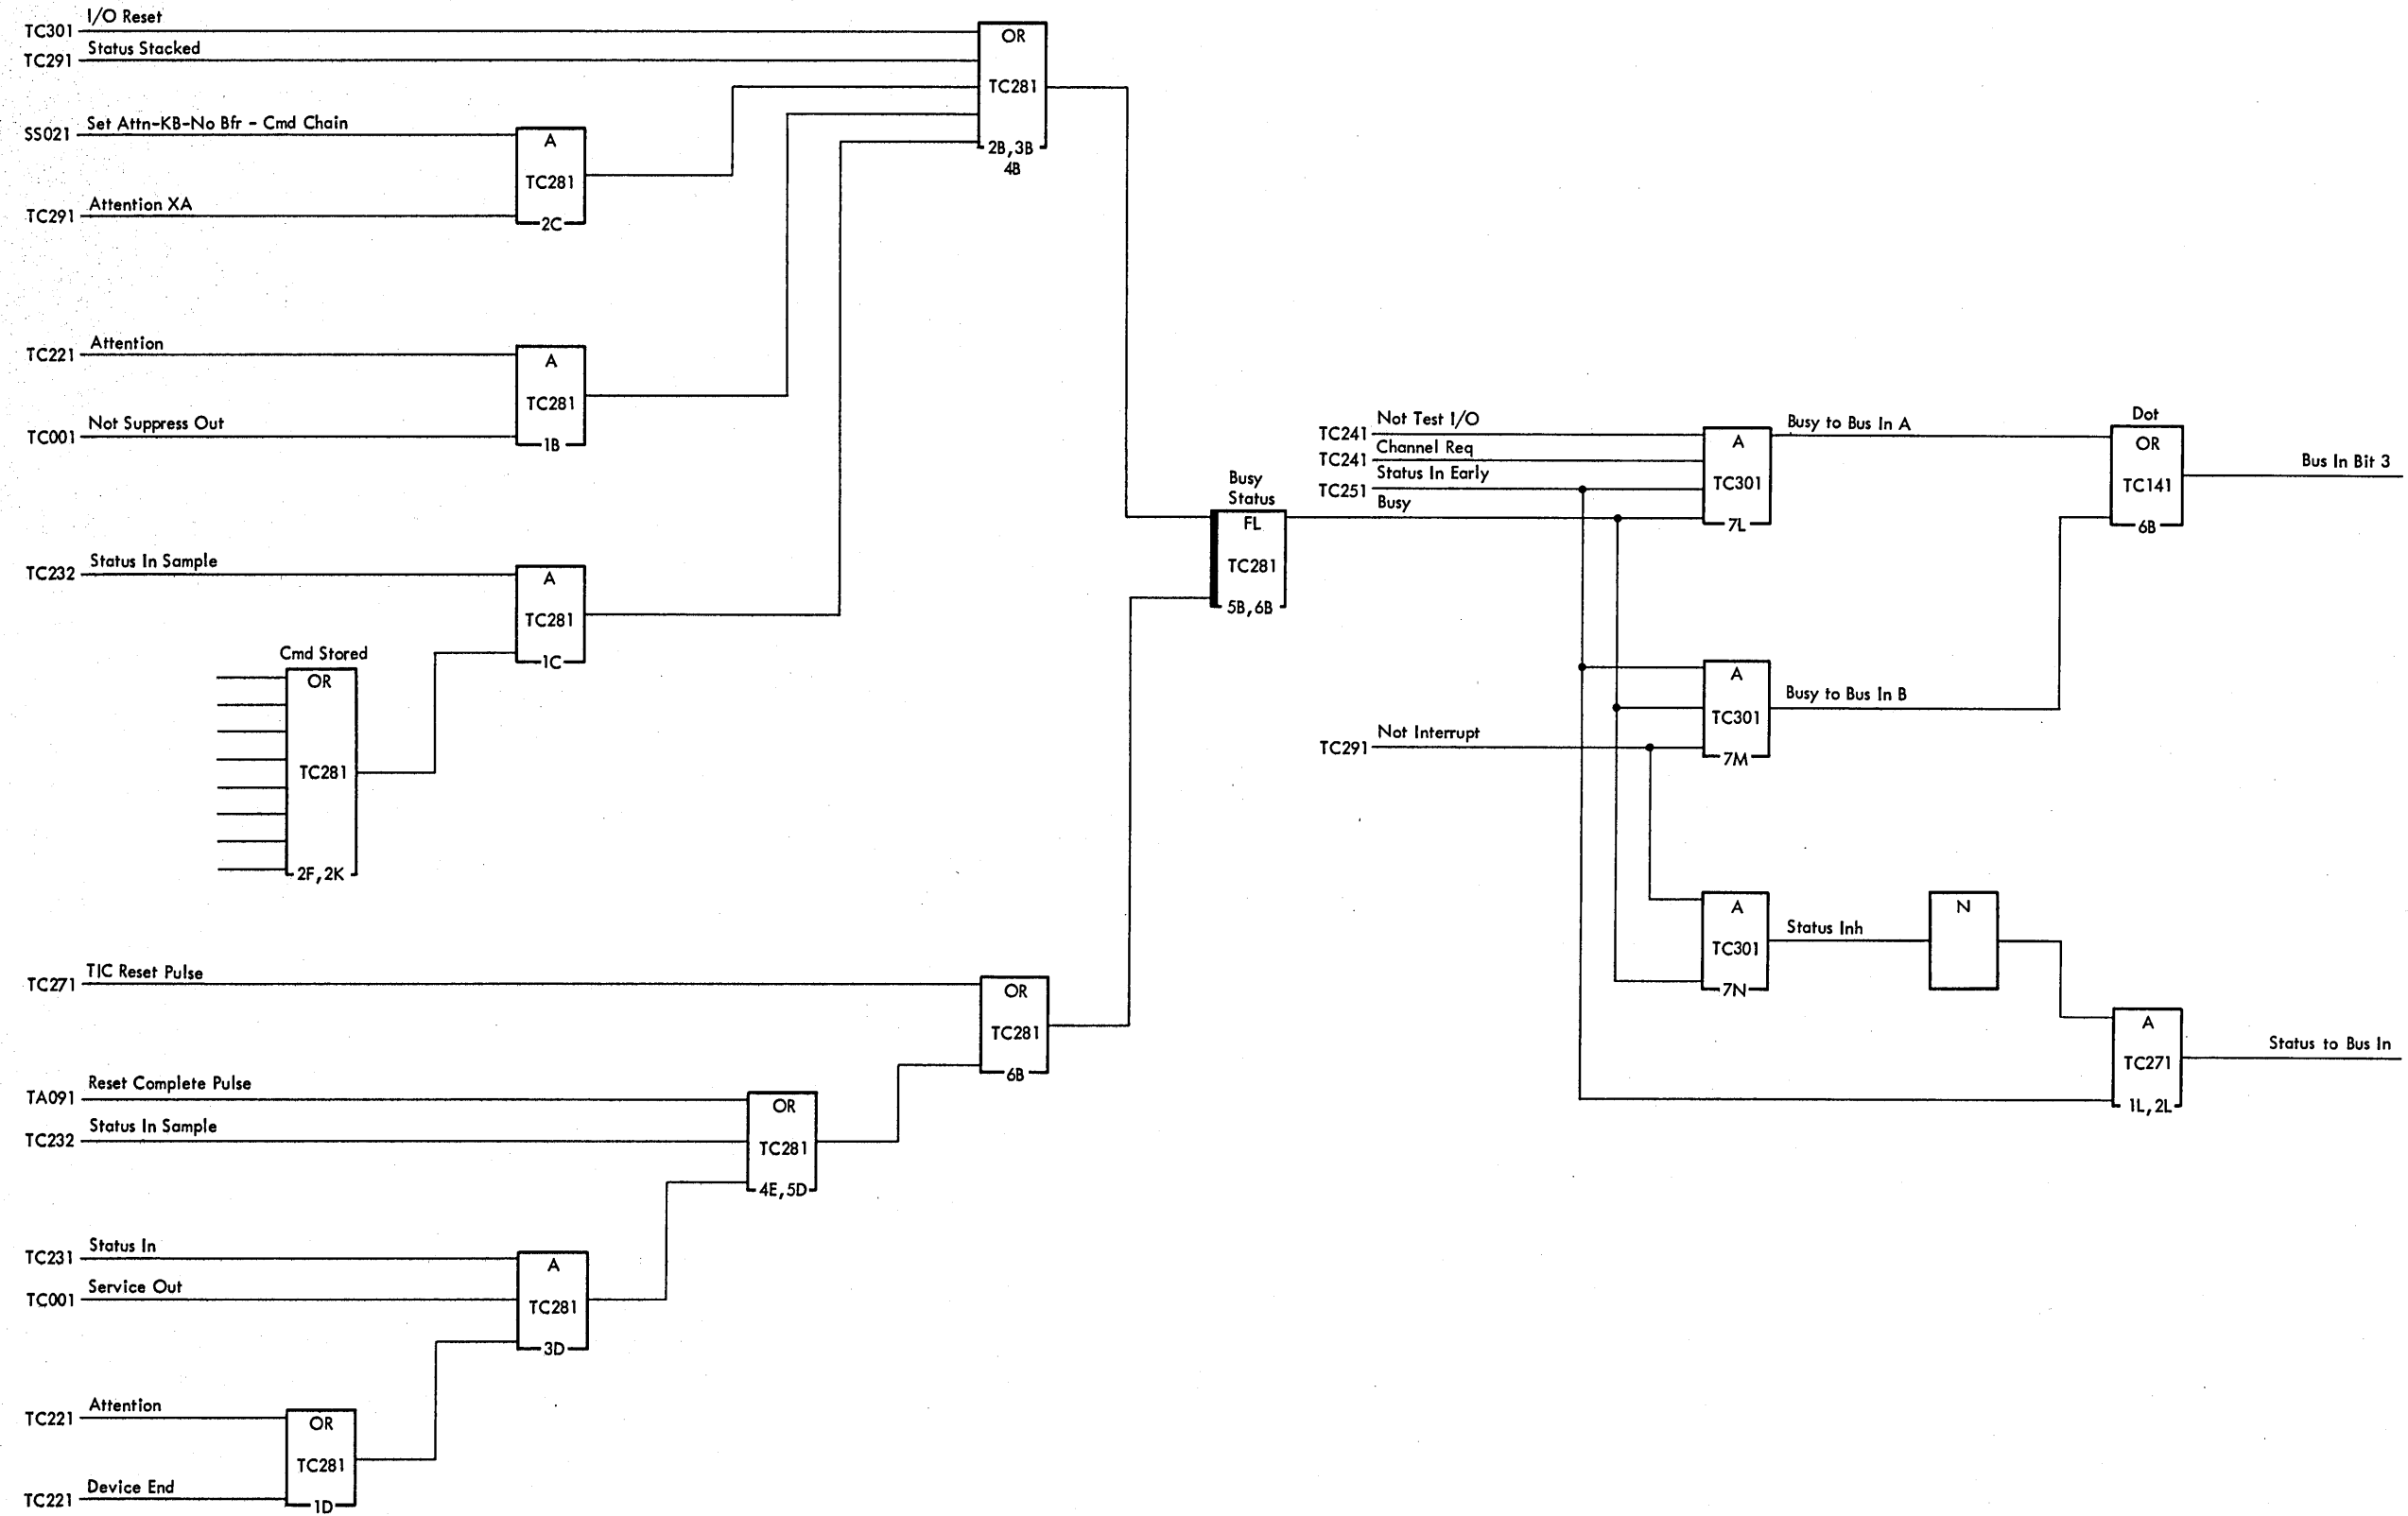 I/O Reset
TC301
Status Stacked
TC291
OR
TC281
2B,3B
4B
Set Attn-KB-No Bfr - Cmd Chain
SS021
A
TC281
2C
Attention XA
TC291
Attention
TC221
A
TC281
1B
Not Suppress Out
TC001
Status In Sample
TC232
A
TC281
1C
Cmd Stored
OR
TC281
2F,2K
Busy
Status
FL
TC281
5B,6B
Not Test I/O
TC241
Channel Req
TC241
Status In Early
TC251
Busy
A
TC301
7L
Busy to Bus In A
Dot
OR
TC141
6B
Bus In Bit 3
A
TC301
7M
Busy to Bus In B
Not Interrupt
TC291
A
TC301
7N
Status Inh
N
A
TC271
1L,2L
Status to Bus In
TIC Reset Pulse
TC271
OR
TC281
6B
Reset Complete Pulse
TA091
Status In Sample
TC232
OR
TC281
4E,5D
Status In
TC231
Service Out
TC001
A
TC281
3D
Attention
TC221
OR
TC281
1D
Device End
TC221